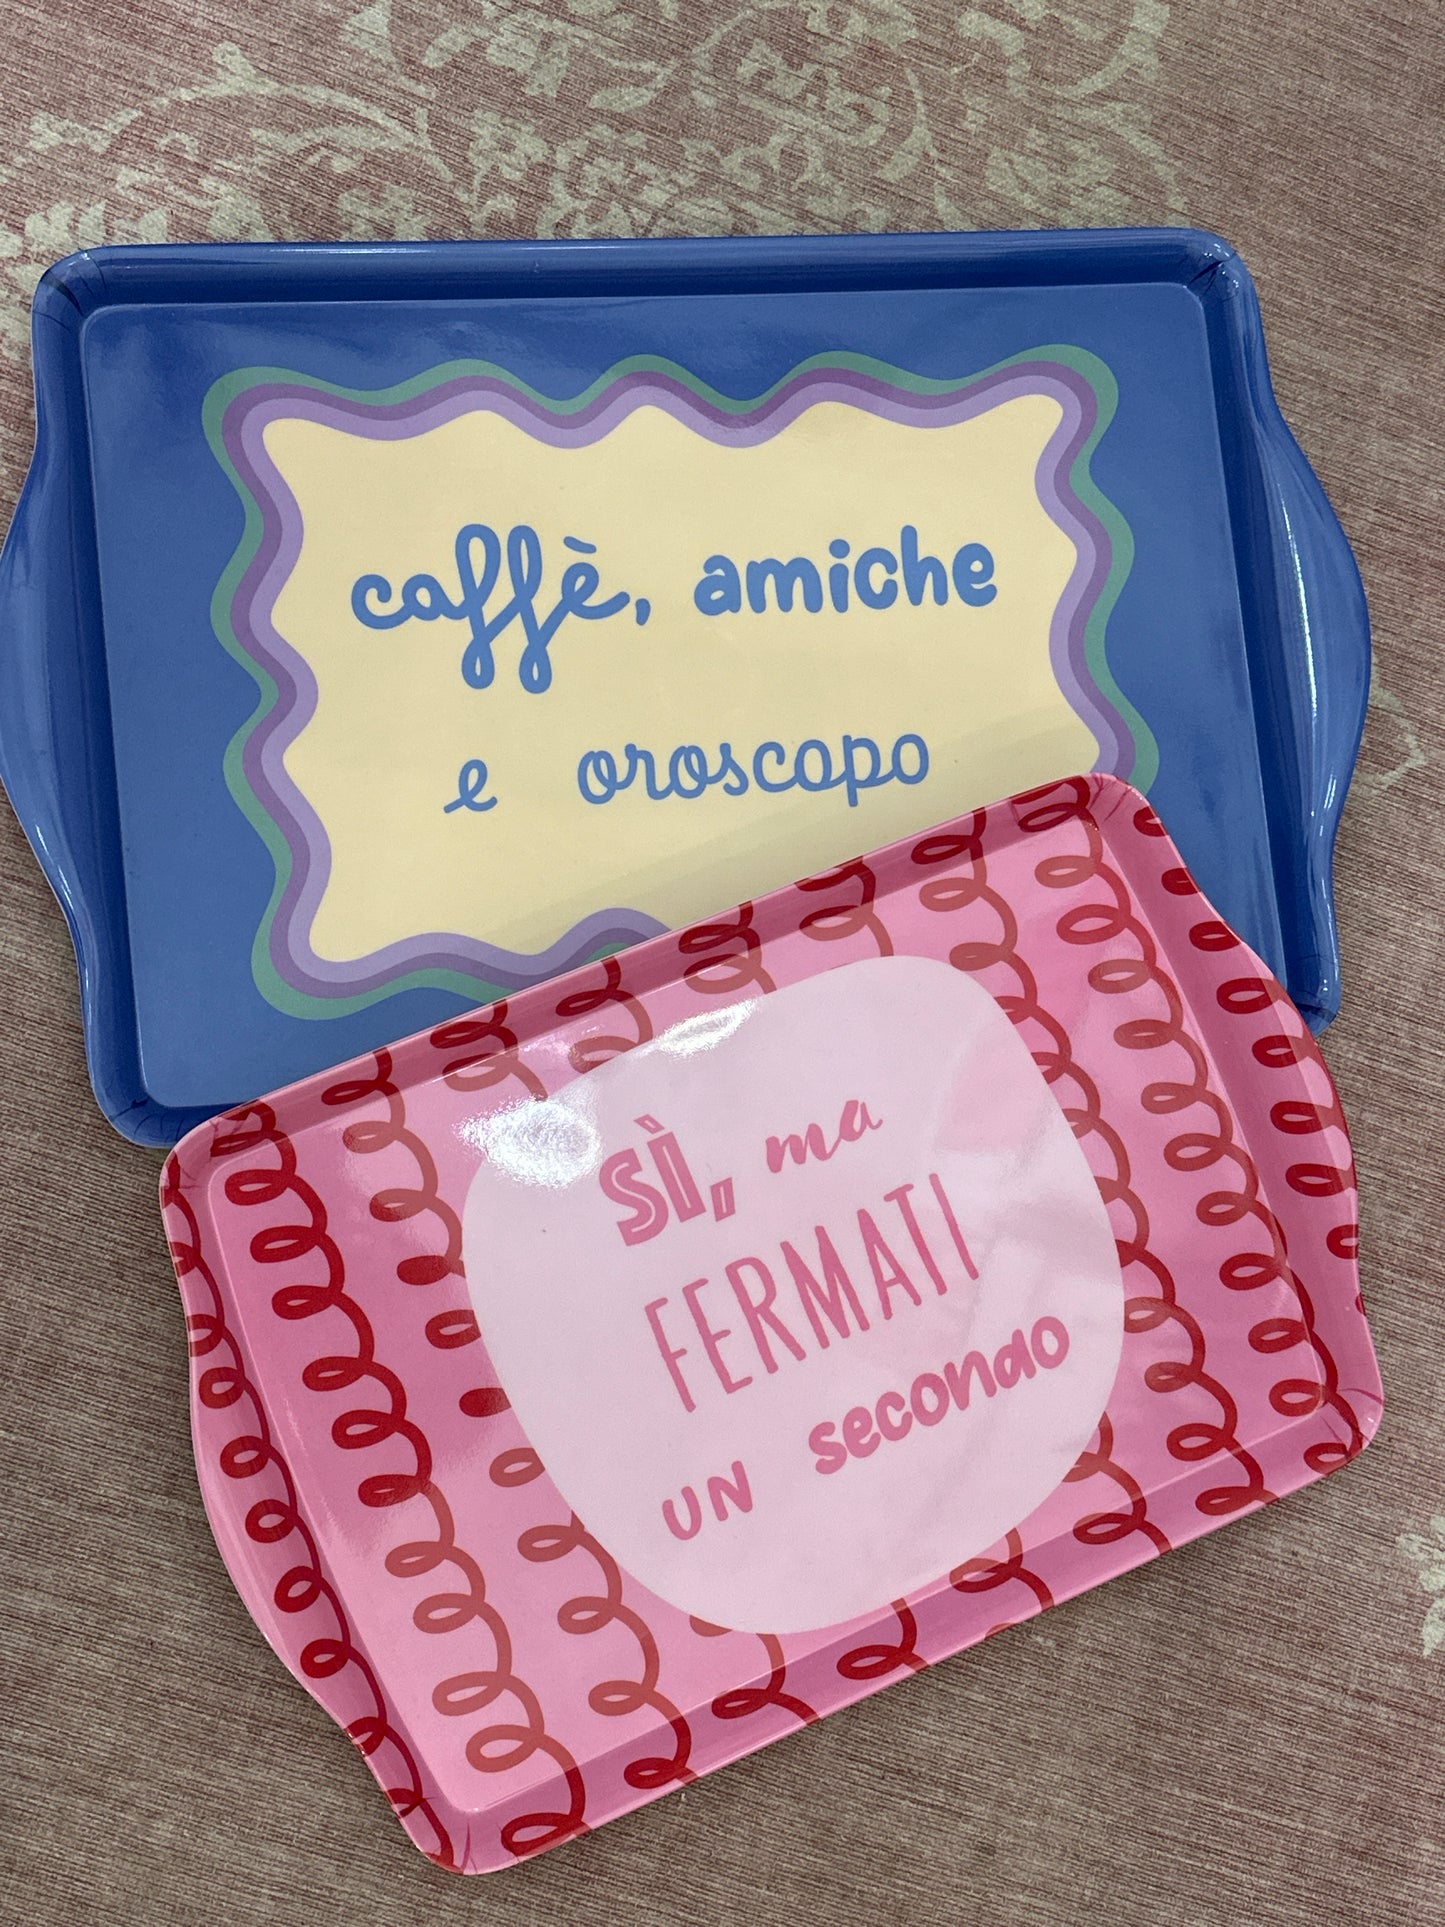 caffè, amiche
e oroscopo
SÌ, ma
FERMATI
UN secondo